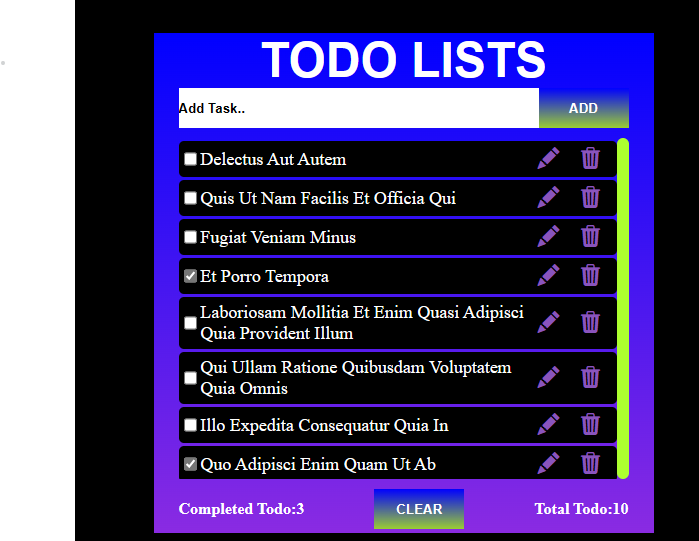 TODO LISTS
Add Task..
ADD
Delectus Aut Autem
Quis Ut Nam Facilis Et Officia Qui
Fugiat Veniam Minus
Et Porro Tempora
Laboriosam Mollitia Et Enim Quasi Adipisci
Quia Provident Illum
Qui Ullam Ratione Quibusdam Voluptatem
Quia Omnis
Illo Expedita Consequatur Quia In
Quo Adipisci Enim Quam Ut Ab
Completed Todo:3
CLEAR
Total Todo:10